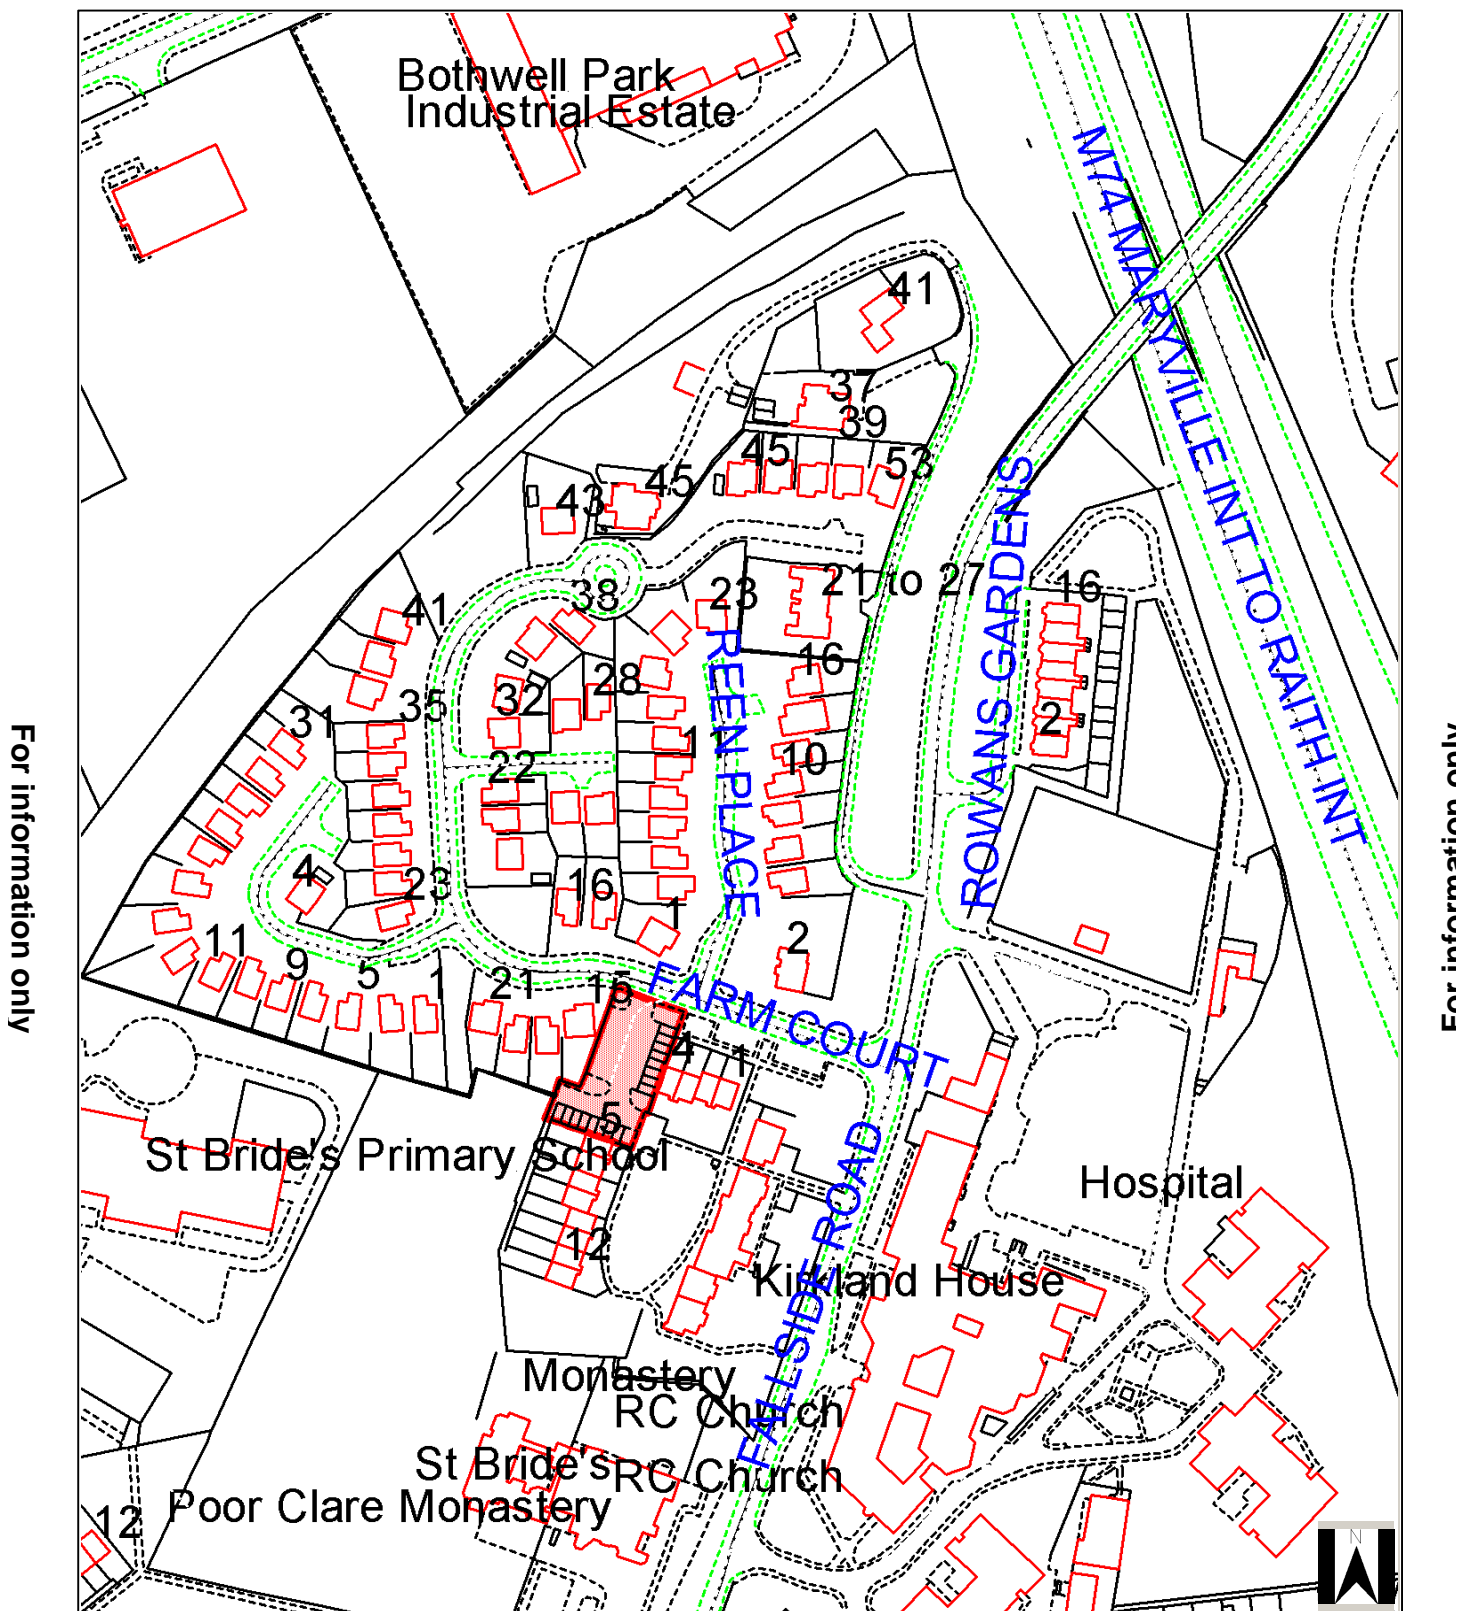 Bothwell Park
Industrial Estate
M74 MARYVILLE INT TO RAITH INT
41
37
39
45
53
45
43
ROWANS GARDENS
21 to 27
16
38
23
41
REEN PLACE
16
28
32
35
31
2
11
10
22
4
23
16
1
2
11
9
5
1
21
15
FARM COURT
4
1
5
St Bride's Primary School
12
FALLSIDE ROAD
Hospital
Kirkland House
Monastery
RC Church
St Bride's
RC Church
Poor Clare Monastery
12
N
For information only
For information only